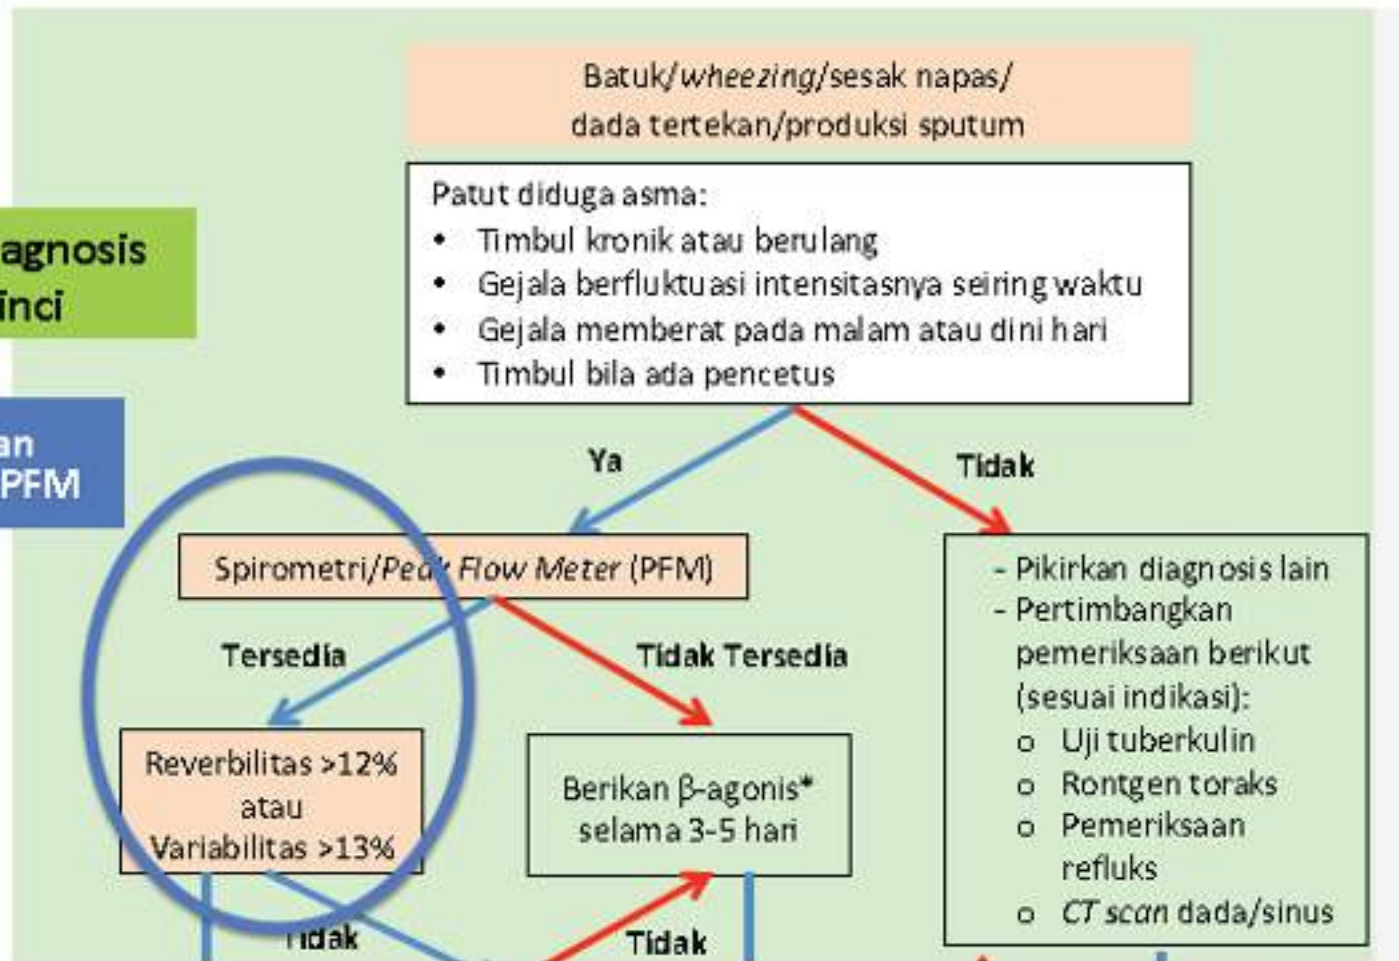 Batuk/wheezing/sesak napas/
dada tertekan/produksi sputum
Patut diduga asma:
• Timbul kronik atau berulang
• Gejala berfluktuasi intensitasnya seiring waktu
• Gejala memberat pada malam atau dini hari
• Timbul bila ada pencetus
agnosis
inci
an
PFM
Ya
Tidak
Spirometri/Peak Flow Meter (PFM)
Tersedia
Tidak Tersedia
- Pikirkan diagnosis lain
- Pertimbangkan
pemeriksaan berikut
(sesuai indikasi):
o Uji tuberkulin
o Rontgen toraks
o Pemeriksaan
refluks
o CT scan dada/sinus
Reverbilitas >12%
atau
Variabilitas >13%
Berikan β-agonis*
selama 3-5 hari
Tidak
Tidak